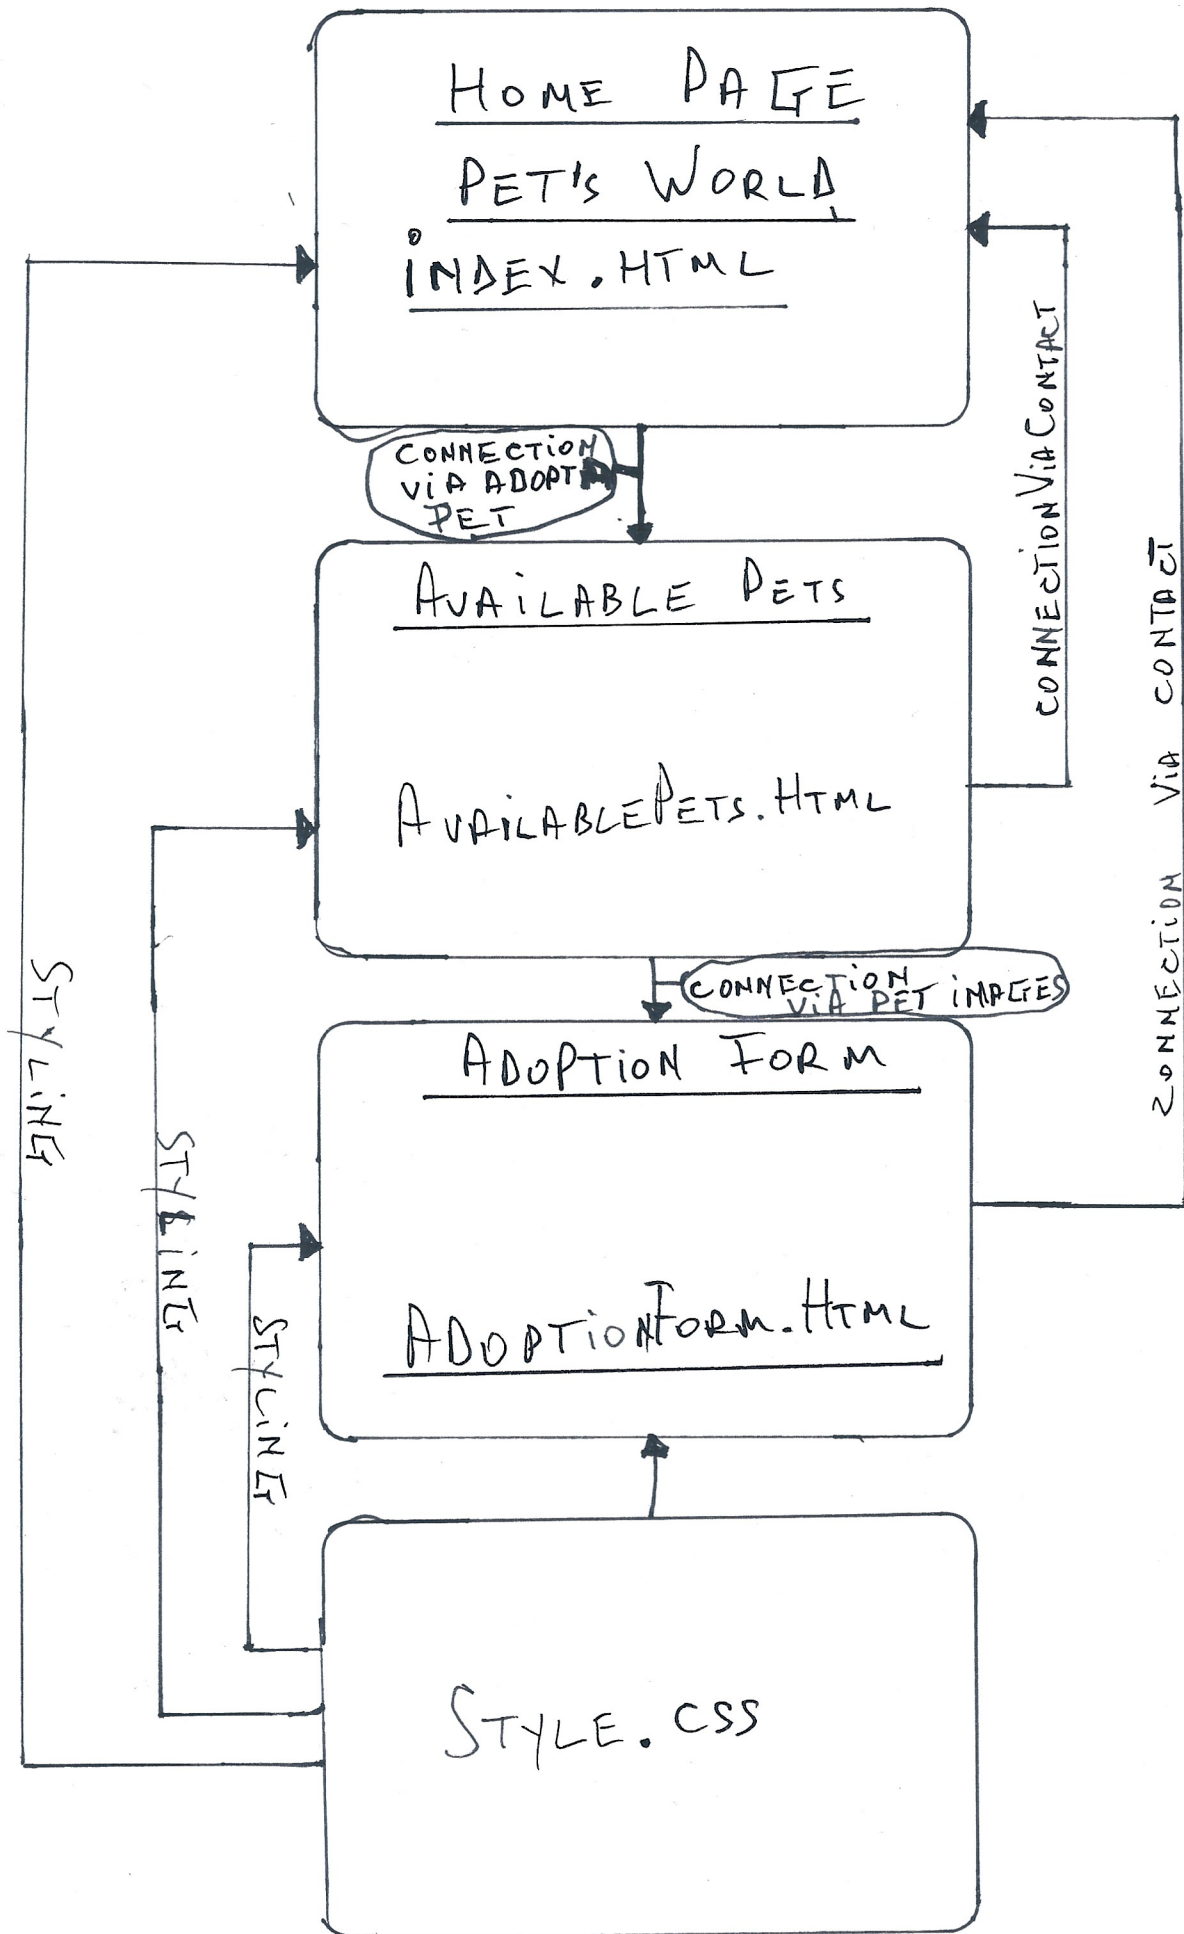 HOME PAGE
PET'S WORLD
iNDEX.HTML
CONNECTiON
ViA ADOPT A
PET
AVAiLABLE PETS
AVAiLABLEPETS.HTML
CONNECTiON ViA CONTACT
CONNECTiON ViA CONTACT
CONNECTiON
ViA PET iMAGES
ADOPTiON FORM
ADOPTiONFORM.HTML
STYLiNG
STYLiNG
STYLiNG
STYLE.CSS